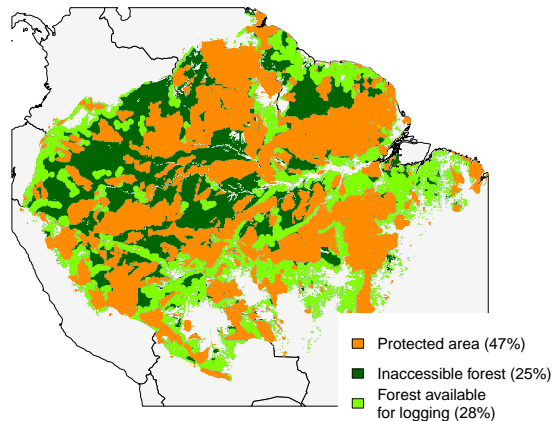 Protected area (47%)
Inaccessible forest (25%)
Forest available
for logging (28%)